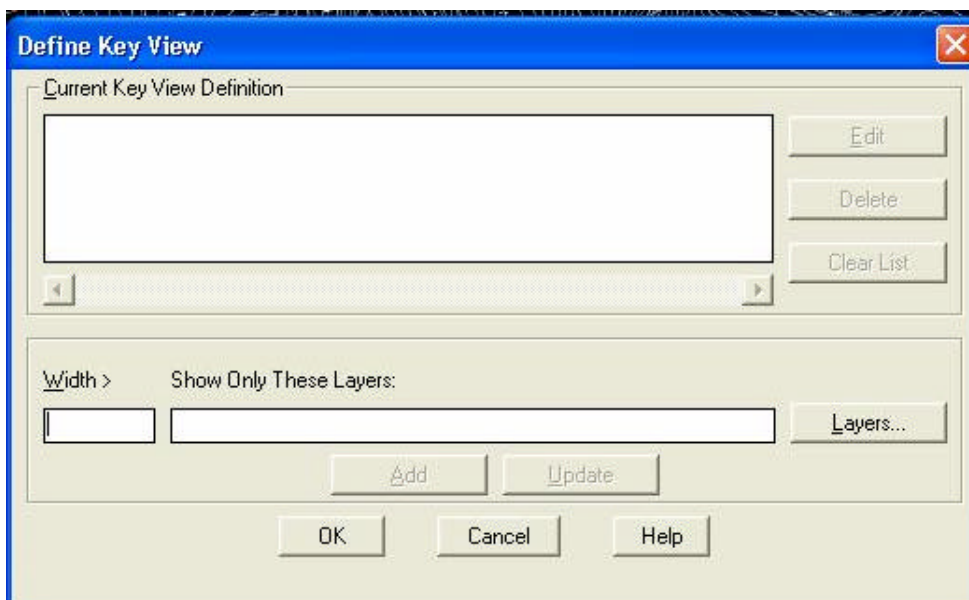 Define Key View
Current Key View Definition
Edit
Delete
Clear List
Width > Show Only These Layers:
Layers...
Add Update
OK Cancel Help